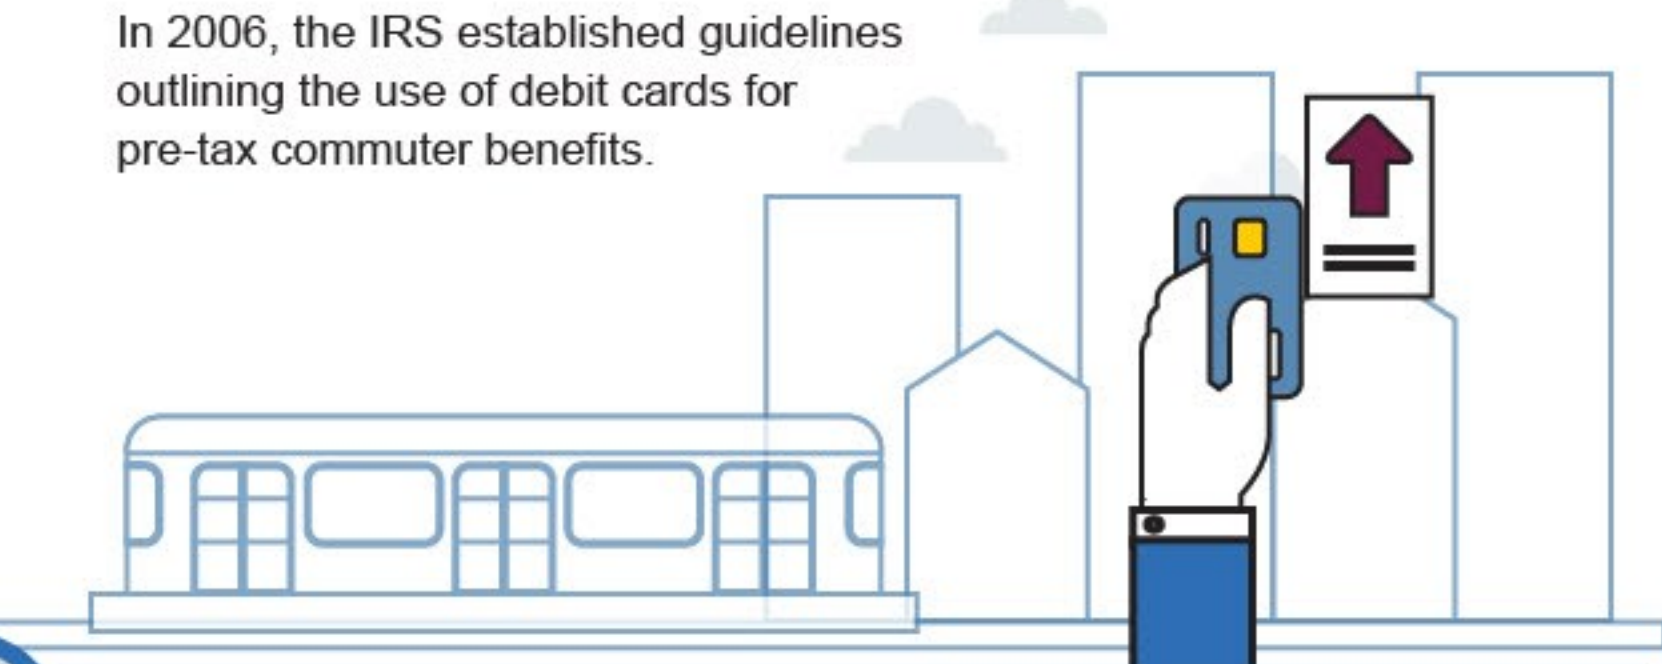 In 2006, the IRS established guidelines
outlining the use of debit cards for
pre-tax commuter benefits.